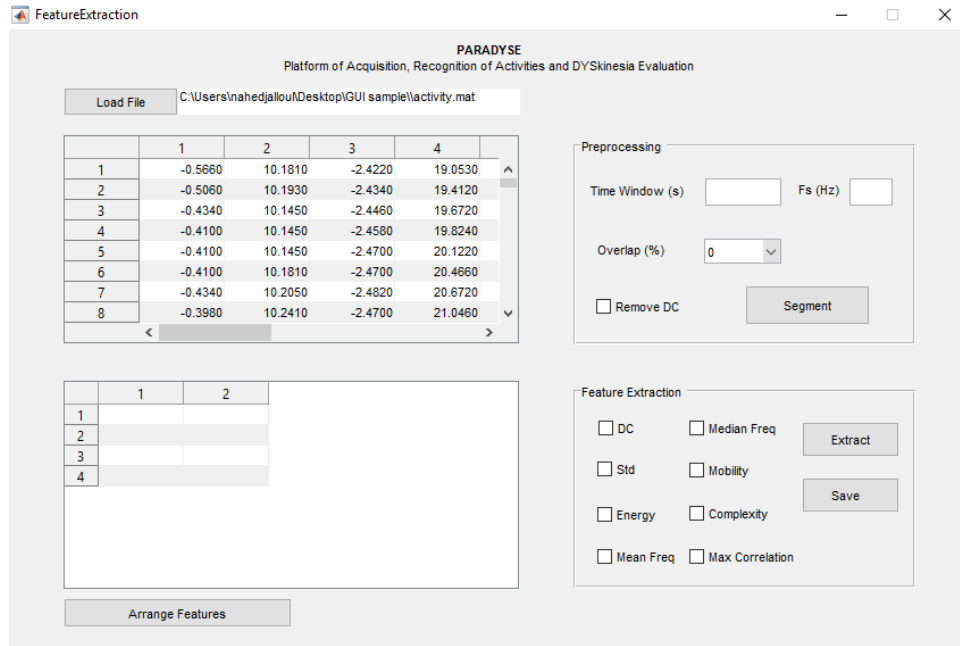 FeatureExtraction
PARADYSE
Platform of Acquisition, Recognition of Activities and DYSkinesia Evaluation
Load File C:\Users\nahedjalloul\Desktop\GUI sample\\activity.mat
1 2 3 4
1 -0.5660 10.1810 -2.4220 19.0530
2 -0.5060 10.1930 -2.4340 19.4120
3 -0.4340 10.1450 -2.4460 19.6720
4 -0.4100 10.1450 -2.4580 19.8240
5 -0.4100 10.1450 -2.4700 20.1220
6 -0.4100 10.1810 -2.4700 20.4660
7 -0.4340 10.2050 -2.4820 20.6720
8 -0.3980 10.2410 -2.4700 21.0460
Preprocessing
Time Window (s) Fs (Hz)
Overlap (%) 0
Remove DC Segment
1 2
1
2
3
4
Arrange Features
Feature Extraction
DC Median Freq Extract
Std Mobility
Save
Energy Complexity
Mean Freq Max Correlation